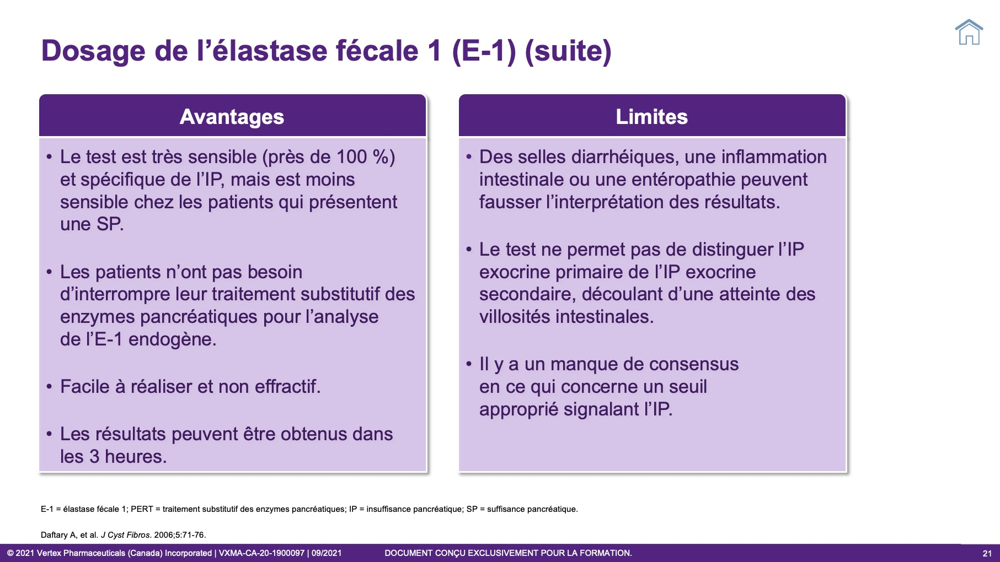 Dosage de l’élastase fécale 1 (E-1) (suite)
Avantages
• Le test est très sensible (près de 100 %)
et spécifique de l’IP, mais est moins
sensible chez les patients qui présentent
une SP.
• Les patients n’ont pas besoin
d’interrompre leur traitement substitutif des
enzymes pancréatiques pour l’analyse
de l’E-1 endogène.
• Facile à réaliser et non effractif.
• Les résultats peuvent être obtenus dans
les 3 heures.
Limites
• Des selles diarrhéiques, une inflammation
intestinale ou une entéropathie peuvent
fausser l’interprétation des résultats.
• Le test ne permet pas de distinguer l’IP
exocrine primaire de l’IP exocrine
secondaire, découlant d’une atteinte des
villosités intestinales.
• Il y a un manque de consensus
en ce qui concerne un seuil
approprié signalant l’IP.
E-1 = élastase fécale 1; PERT = traitement substitutif des enzymes pancréatiques; IP = insuffisance pancréatique; SP = suffisance pancréatique.
Daftary A, et al. J Cyst Fibros. 2006;5:71-76.
© 2021 Vertex Pharmaceuticals (Canada) Incorporated | VXMA-CA-20-1900097 | 09/2021
DOCUMENT CONÇU EXCLUSIVEMENT POUR LA FORMATION.
21